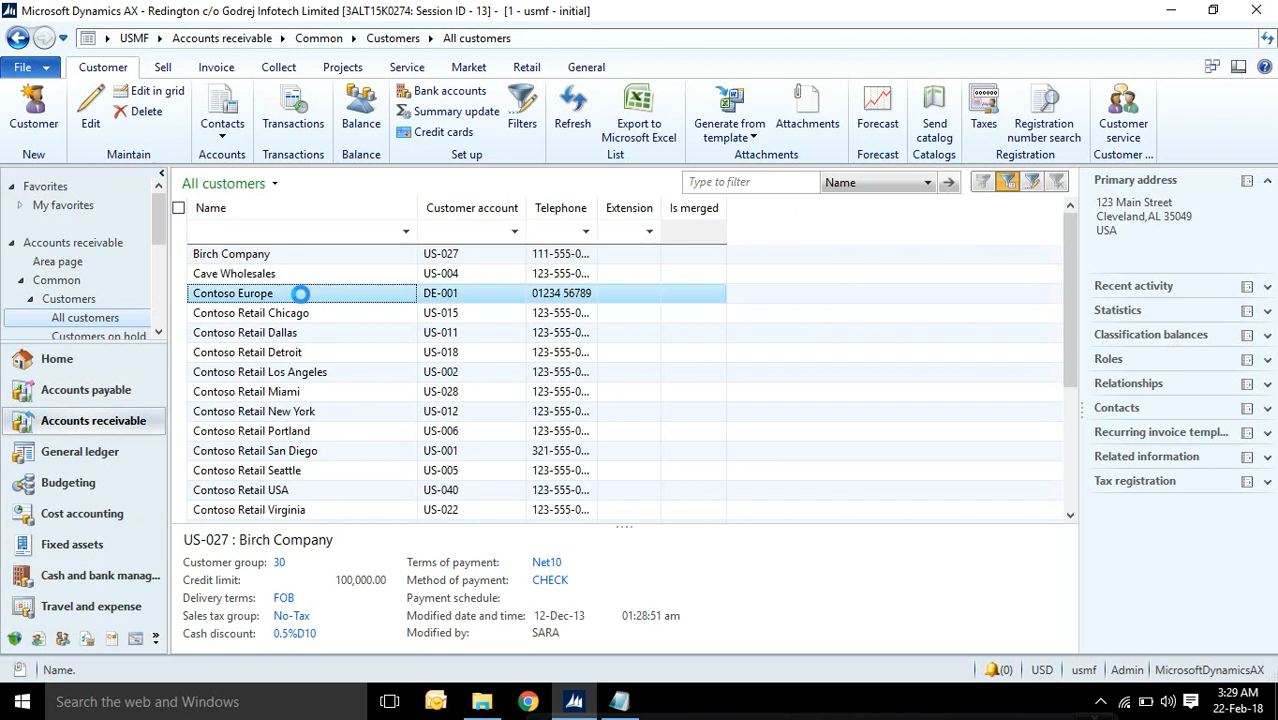 Microsoft Dynamics AX - Redington c/o Godrej Infotech Limited [3ALT15K0274: Session ID - 13] - [1 - usmf - initial]
USMF Accounts receivable Common Customers All customers
File Customer Sell Invoice Collect Projects Service Market Retail General
Customer
New
Edit
Edit in grid
Delete
Maintain
Contacts
Accounts
Transactions
Transactions
Balance
Balance
Bank accounts
Summary update
Credit cards
Filters
Set up
Refresh
Export to
Microsoft Excel
List
Generate from
template
Attachments
Attachments
Forecast
Forecast
Send
catalog
Catalogs
Taxes
Registration
number search
Registration
Customer
service
Customer ...
Favorites
My favorites
Accounts receivable
Area page
Common
Customers
All customers
Customers on hold
Home
Accounts payable
Accounts receivable
General ledger
Budgeting
Cost accounting
Fixed assets
Cash and bank manag...
Travel and expense
All customers
Type to filter
Name
Name Customer account Telephone Extension Is merged
Birch Company US-027 111-555-0...
Cave Wholesales US-004 123-555-0...
Contoso Europe DE-001 01234 56789
Contoso Retail Chicago US-015 123-555-0...
Contoso Retail Dallas US-011 123-555-0...
Contoso Retail Detroit US-018 123-555-0...
Contoso Retail Los Angeles US-002 123-555-0...
Contoso Retail Miami US-028 123-555-0...
Contoso Retail New York US-012 123-555-0...
Contoso Retail Portland US-006 123-555-0...
Contoso Retail San Diego US-001 321-555-0...
Contoso Retail Seattle US-005 123-555-0...
Contoso Retail USA US-040 123-555-0...
Contoso Retail Virginia US-022 123-555-0...
US-027 : Birch Company
Customer group: 30 Terms of payment: Net10
Credit limit: 100,000.00 Method of payment: CHECK
Delivery terms: FOB Payment schedule:
Sales tax group: No-Tax Modified date and time: 12-Dec-13 01:28:51 am
Cash discount: 0.5%D10 Modified by: SARA
Primary address
123 Main Street
Cleveland,AL 35049
USA
Recent activity
Statistics
Classification balances
Roles
Relationships
Contacts
Recurring invoice templ...
Related information
Tax registration
Name. (0) USD usmf Admin MicrosoftDynamicsAX
Search the web and Windows
3:29 AM
22-Feb-18